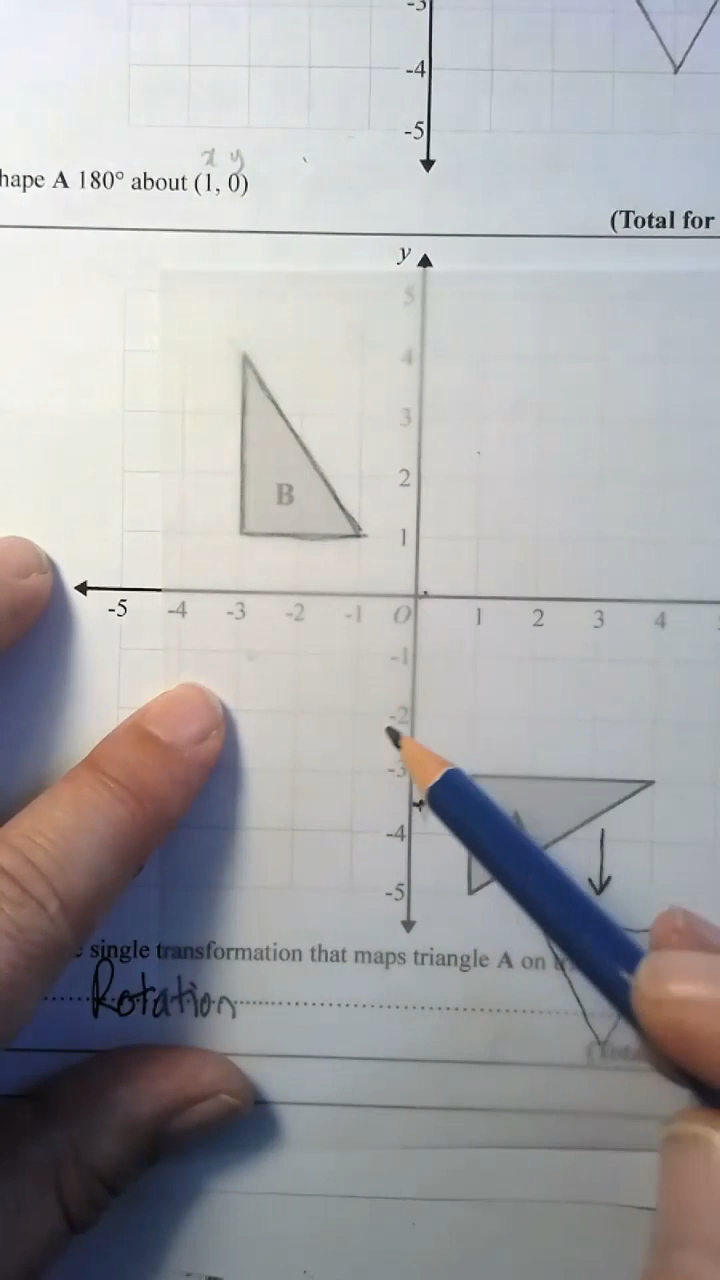 -3
-4
-5
x y
hape A 180° about (1, 0)
(Total for
y
5
4
3
B
2
1
-5 -4 -3 -2 -1 O 1 2 3 4
-1
-2
-3
-4
-5
single transformation that maps triangle A on
Rotation